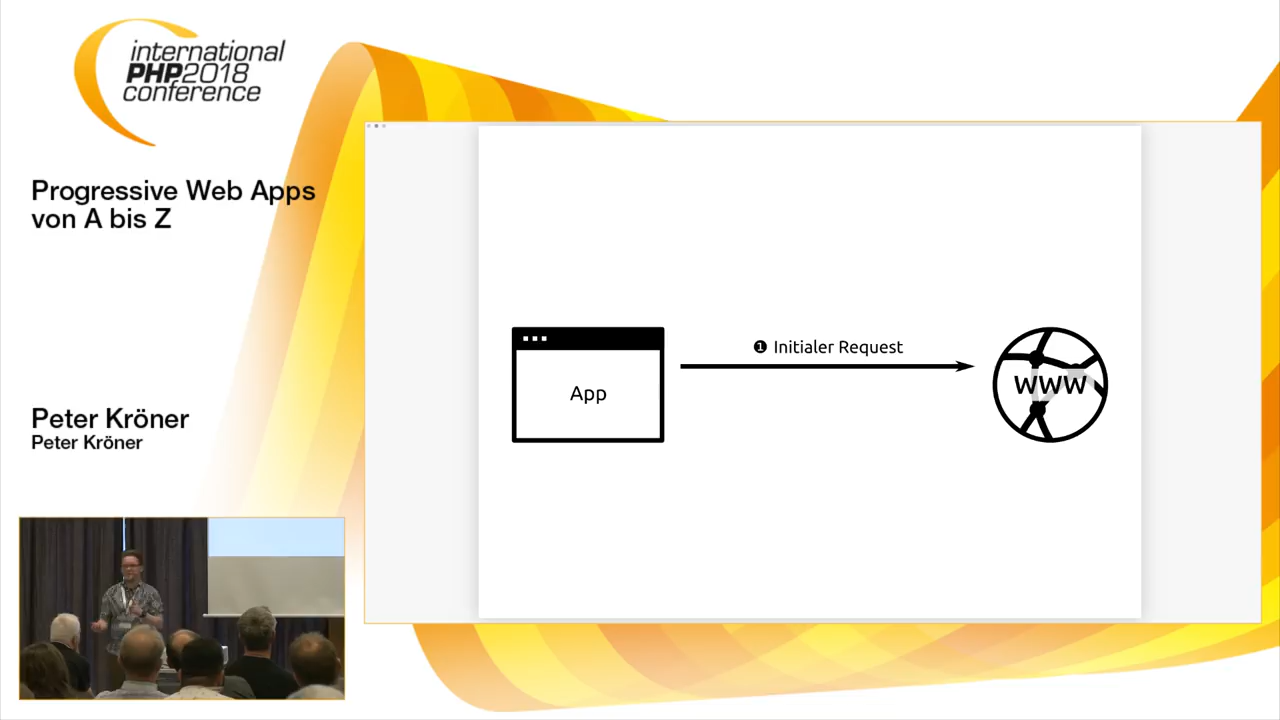 international
PHP2018
conference
Progressive Web Apps
von A bis Z
Peter Kröner
Peter Kröner
❶ Initialer Request
App
WWW